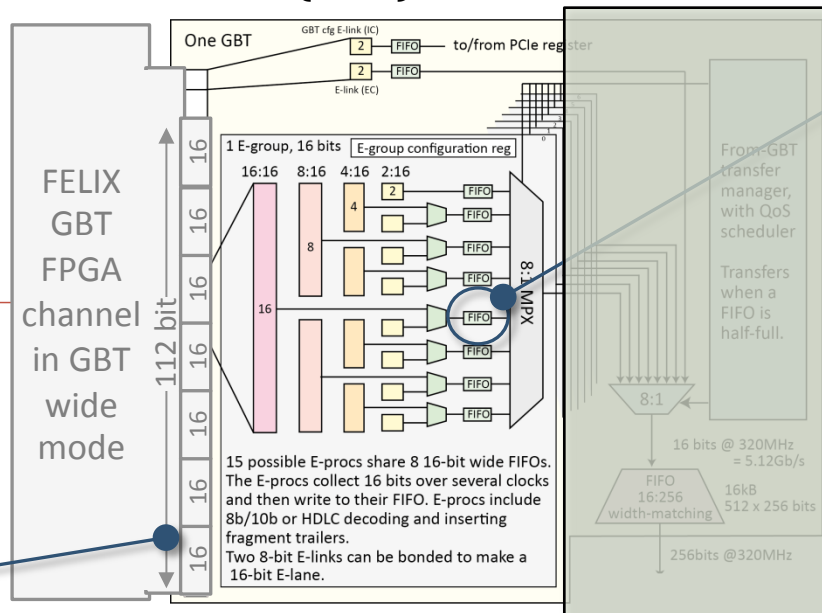 One GBT
GBT cfg E-link (IC)
2
FIFO
to/from PCIe register
2
FIFO
E-link (EC)
FELIX
GBT
FPGA
channel
in GBT
wide
mode
112 bit
16
16
16
16
16
16
16
1 E-group, 16 bits
E-group configuration reg
16:16
8:16
4:16
2:16
16
8
4
2
FIFO
FIFO
FIFO
FIFO
FIFO
FIFO
FIFO
FIFO
8:1 MPX
0
15 possible E-procs share 8 16-bit wide FIFOs.
The E-procs collect 16 bits over several clocks
and then write to their FIFO. E-procs include
8b/10b or HDLC decoding and inserting
fragment trailers.
Two 8-bit E-links can be bonded to make a
16-bit E-lane.
From-GBT
transfer
manager,
with QoS
scheduler
Transfers
when a
FIFO is
half-full.
8:1
16 bits @ 320MHz
= 5.12Gb/s
FIFO
16:256
width-matching
16kB
512 x 256 bits
256bits @320MHz